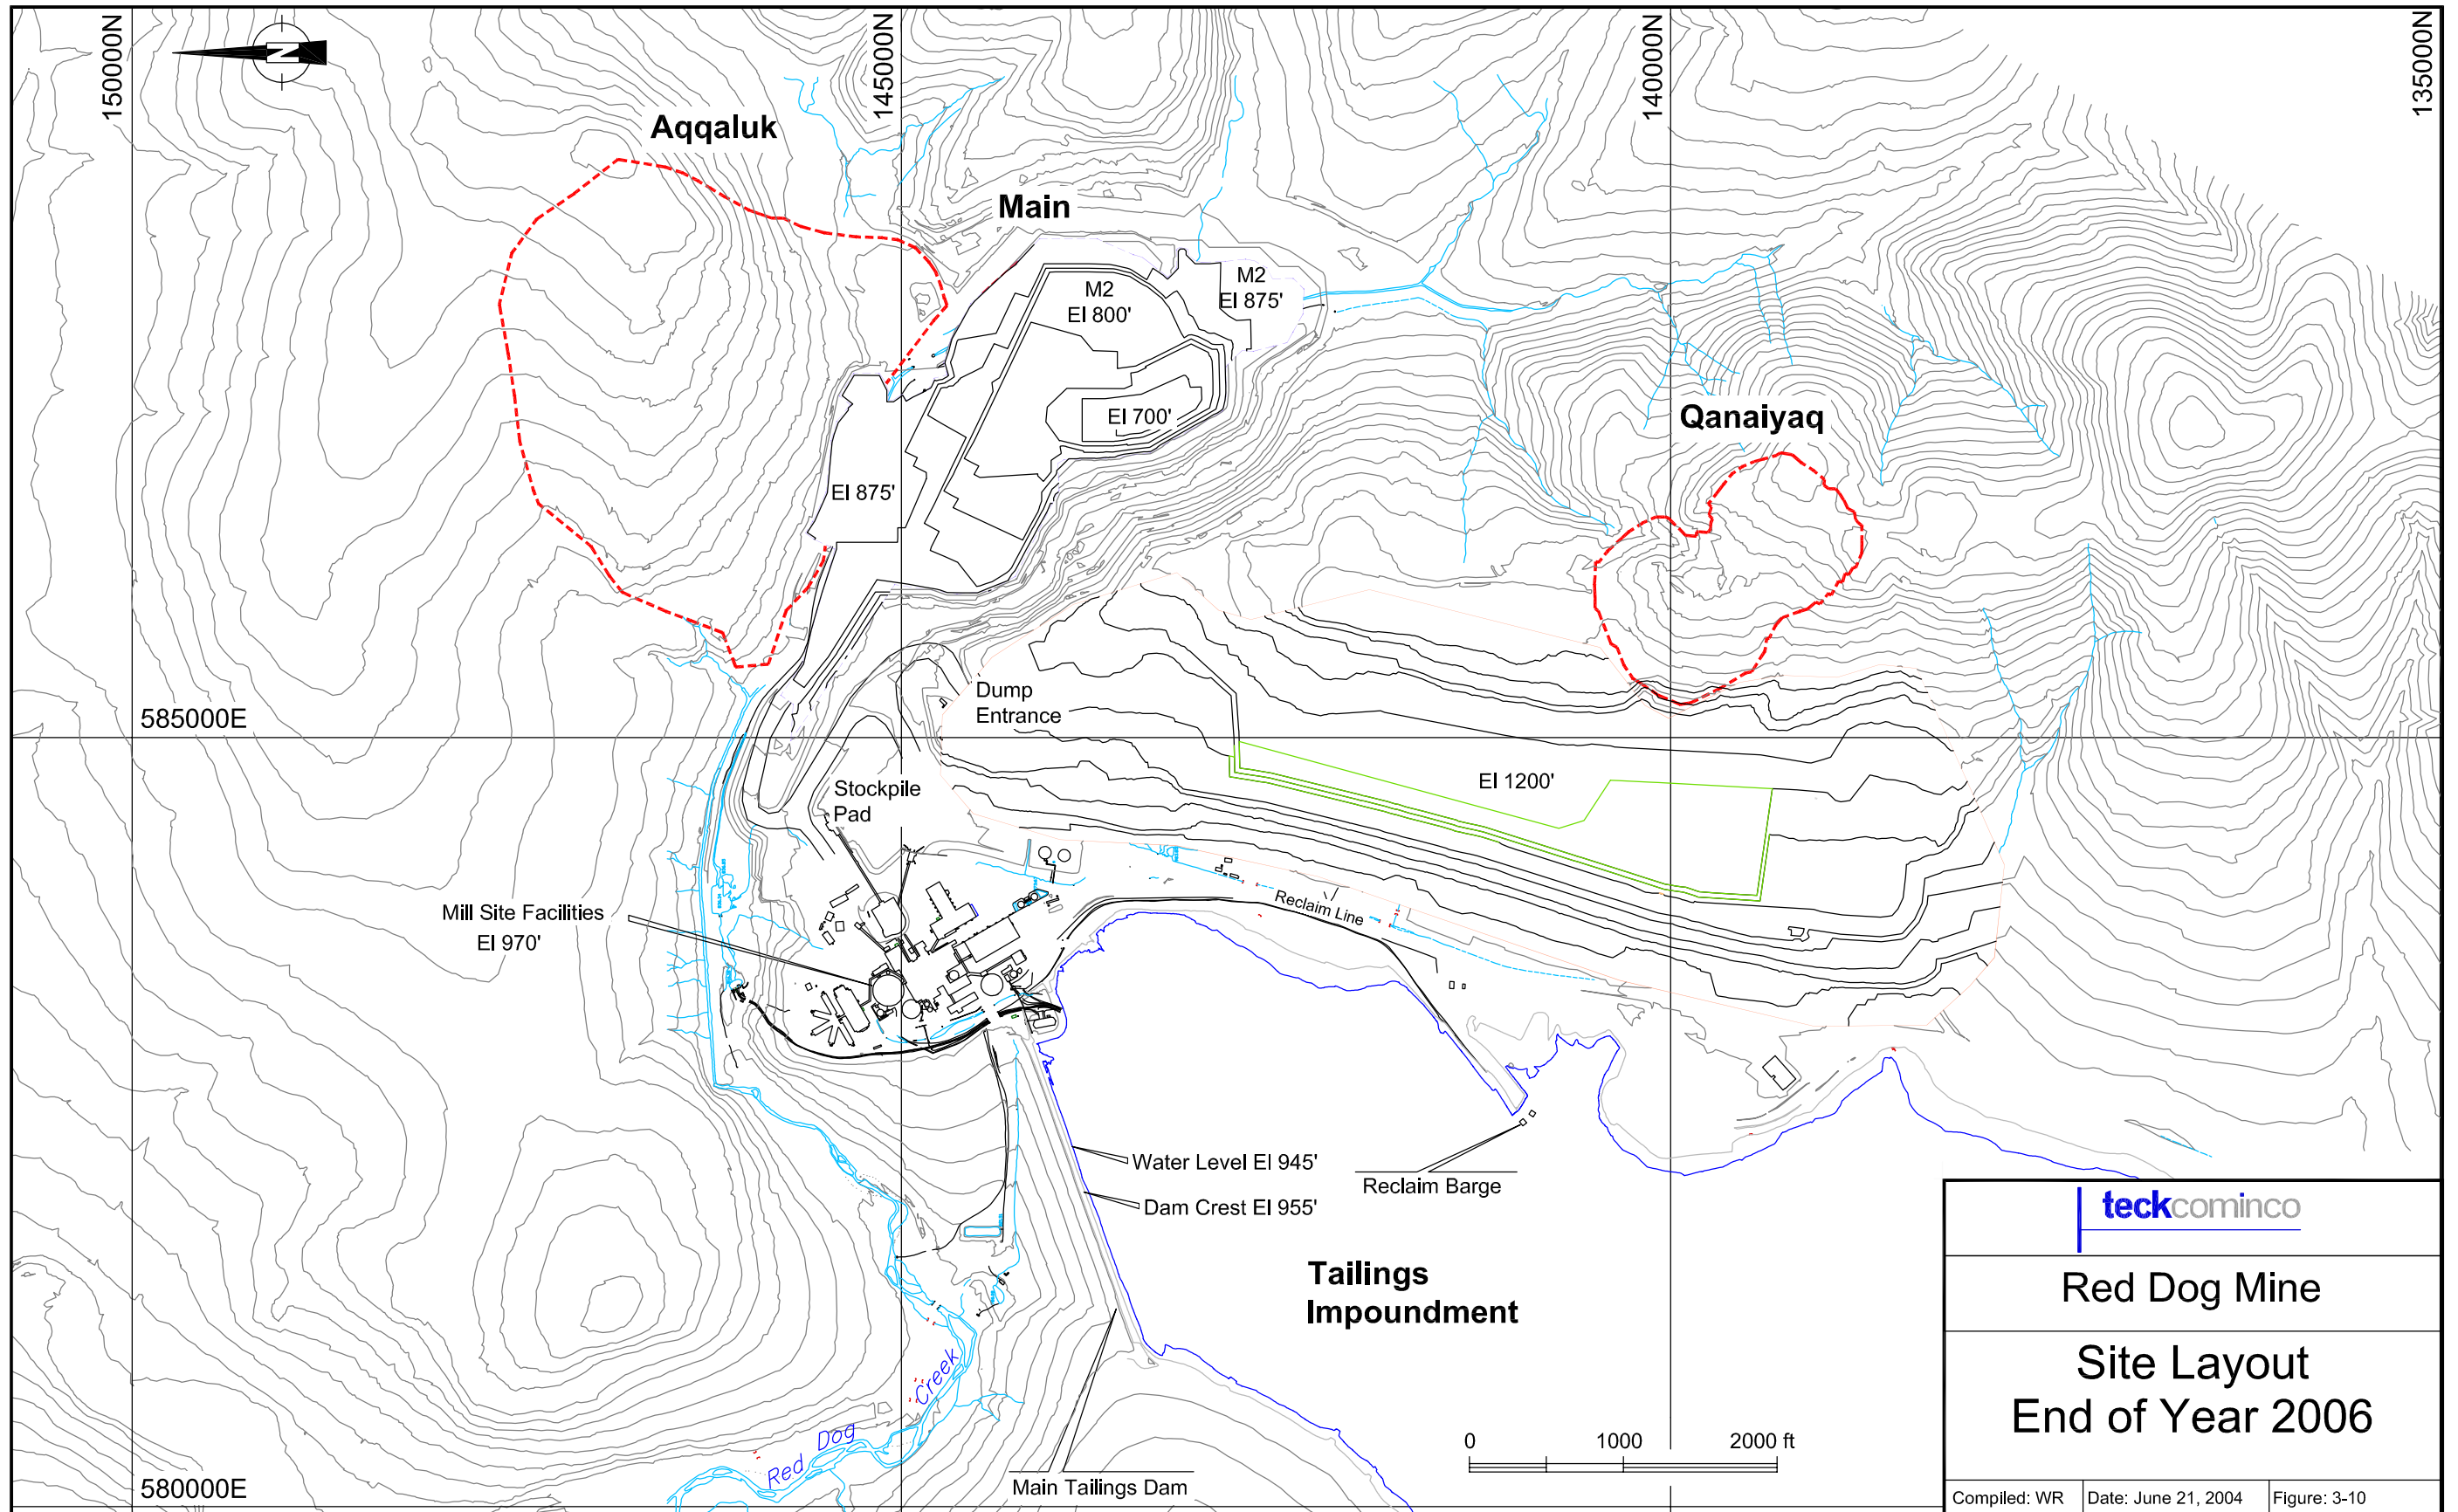 150000N
145000N
140000N
135000N
N
Aqqaluk
Main
M2
El 875'
M2
El 800'
El 700'
Qanaiyaq
El 875'
Dump
Entrance
585000E
El 1200'
Stockpile
Pad
Reclaim Line
Mill Site Facilities
El 970'
Water Level El 945'
Dam Crest El 955'
Reclaim Barge
Tailings
Impoundment
Red Dog Creek
Main Tailings Dam
580000E
0 1000 2000 ft
teckcominco
Red Dog Mine
Site Layout
End of Year 2006
Compiled: WR
Date: June 21, 2004
Figure: 3-10